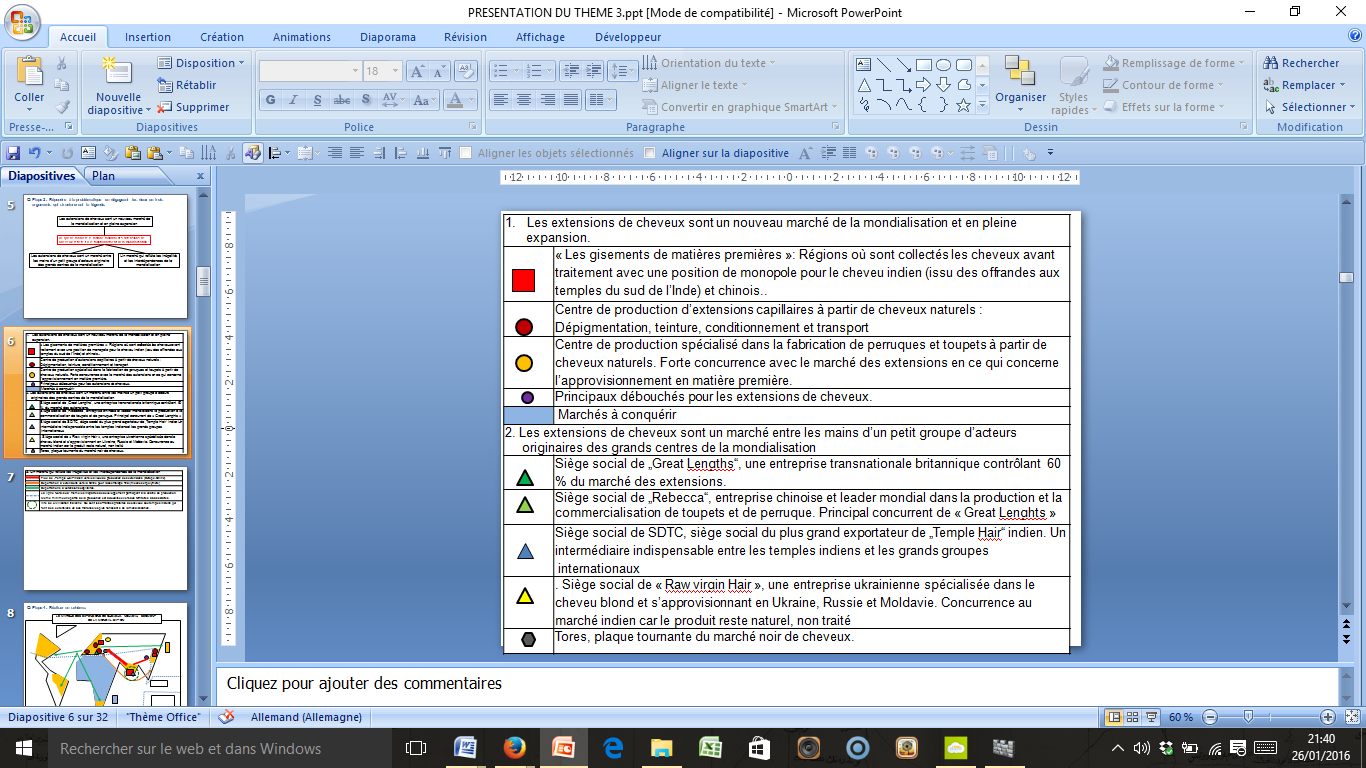 PRESENTATION DU THEME 3.ppt [Mode de compatibilité] - Microsoft PowerPoint
Accueil Insertion Création Animations Diaporama Révision Affichage Développeur
Coller
Nouvelle diapositive
Disposition
Rétablir
Supprimer
18
G I S abc S AV Aa A
Orientation du texte
Aligner le texte
Convertir en graphique SmartArt
Organiser
Styles rapides
Remplissage de forme
Contour de forme
Effets sur la forme
Rechercher
Remplacer
Sélectionner
Presse-... Diapositives Police Paragraphe Dessin Modification
Aligner les objets sélectionnés Aligner sur la diapositive
Diapositives Plan x
5
6
7
8
1. Les extensions de cheveux sont un nouveau marché de la mondialisation et en pleine
expansion.
« Les gisements de matières premières »: Régions où sont collectés les cheveux avant
traitement avec une position de monopole pour le cheveu indien (issu des offrandes aux
temples du sud de l’Inde) et chinois..
Centre de production d’extensions capillaires à partir de cheveux naturels :
Dépigmentation, teinture, conditionnement et transport
Centre de production spécialisé dans la fabrication de perruques et toupets à partir de
cheveux naturels. Forte concurrence avec le marché des extensions en ce qui concerne
l’approvisionnement en matière première.
Principaux débouchés pour les extensions de cheveux.
Marchés à conquérir
2. Les extensions de cheveux sont un marché entre les mains d’un petit groupe d’acteurs
originaires des grands centres de la mondialisation
Siège social de „Great Lengths“, une entreprise transnationale britannique contrôlant 60
% du marché des extensions.
Siègesocial de „Rebecca“, entreprise chinoise et leader mondial dans la production et la
commercialisation de toupets et de perruque. Principal concurrent de « Great Lenghts »
Siège social de SDTC, siège social du plus grand exportateur de „Temple Hair“ indien. Un
intermédiaire indispensable entre les temples indiens et les grands groupes
internationaux
. Siège social de « Raw virgin Hair », une entreprise ukrainienne spécialisée dans le
cheveu blond et s’approvisionnant en Ukraine, Russie et Moldavie. Concurrence au
marché indien car le produit reste naturel, non traité
Tores, plaque tournante du marché noir de cheveux.
Cliquez pour ajouter des commentaires
Diapositive 6 sur 32 "Thème Office" Allemand (Allemagne) 60 %
Rechercher sur le web et dans Windows
21:40
26/01/2016